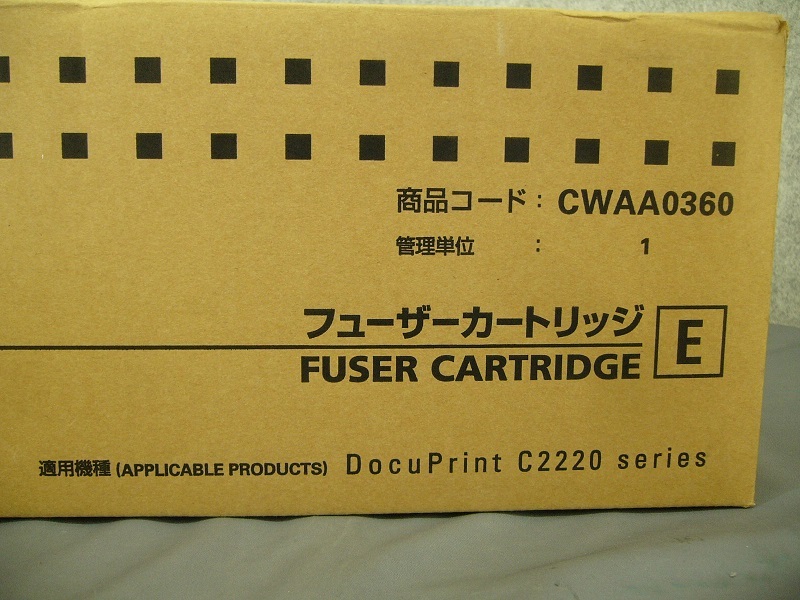 商品コード : CWAA0360
管理単位 : 1
フューザーカートリッジ
FUSER CARTRIDGE E
適用機種 (APPLICABLE PRODUCTS) DocuPrint C2220 series